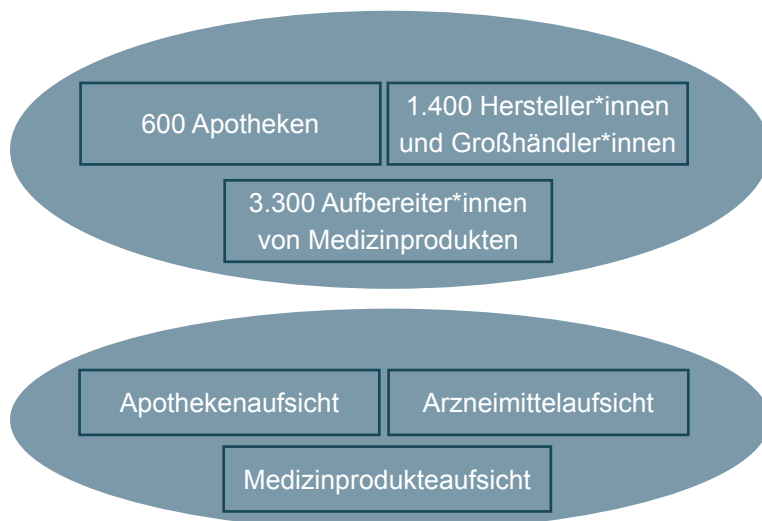 600 Apotheken
1.400 Hersteller*innen
und Großhändler*innen
3.300 Aufbereiter*innen
von Medizinprodukten
Apothekenaufsicht
Arzneimittelaufsicht
Medizinprodukteaufsicht